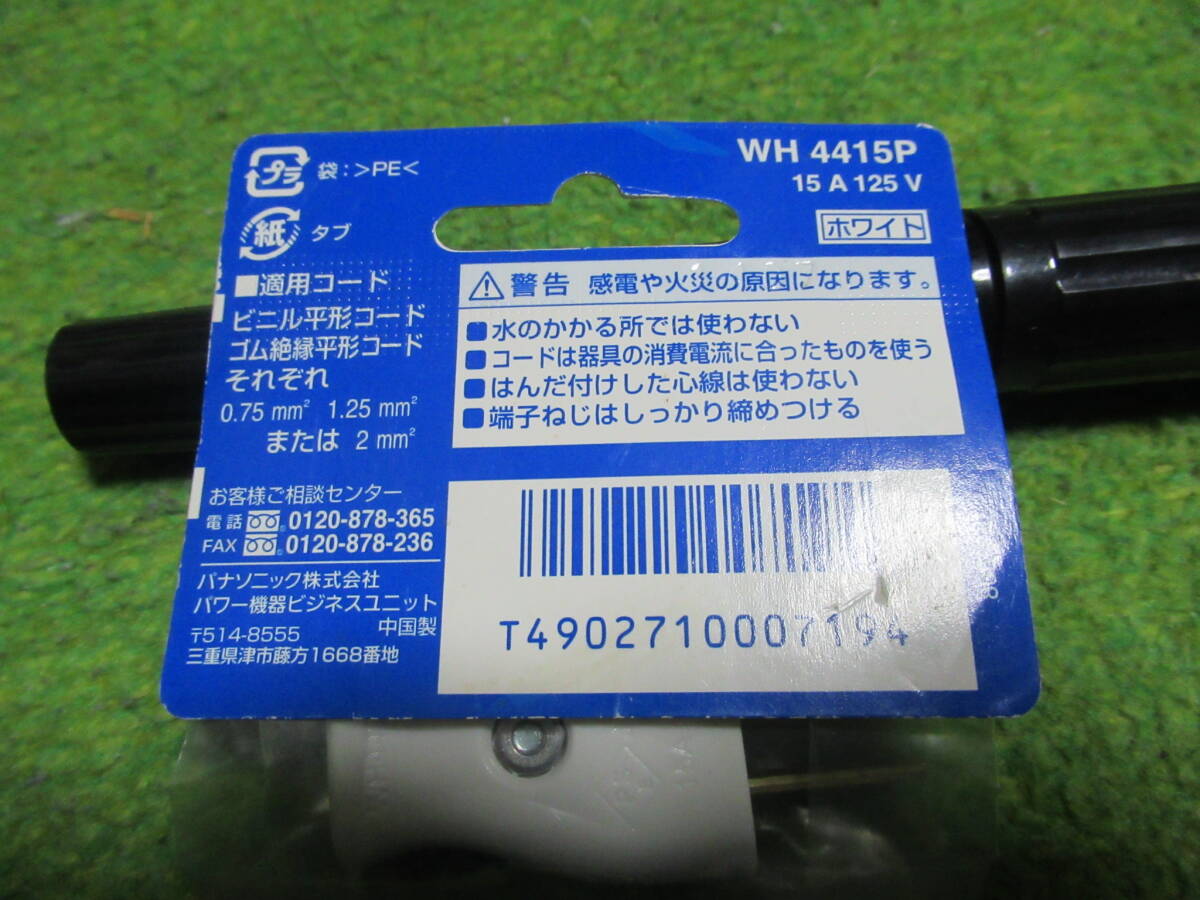 プラ 袋:>PE<
紙 タブ
WH 4415P
15 A 125 V
ホワイト
■適用コード
ビニル平形コード
ゴム絶縁平形コード
それぞれ
0.75 mm² 1.25 mm²
または 2 mm²
⚠警告 感電や火災の原因になります。
■水のかかる所では使わない
■コードは器具の消費電流に合ったものを使う
■はんだ付けした心線は使わない
■端子ねじはしっかり締めつける
お客様ご相談センター
電話 0120-878-365
FAX 0120-878-236
パナソニック株式会社
パワー機器ビジネスユニット
中国製
〒514-8555
三重県津市藤方1668番地
T4902710007194